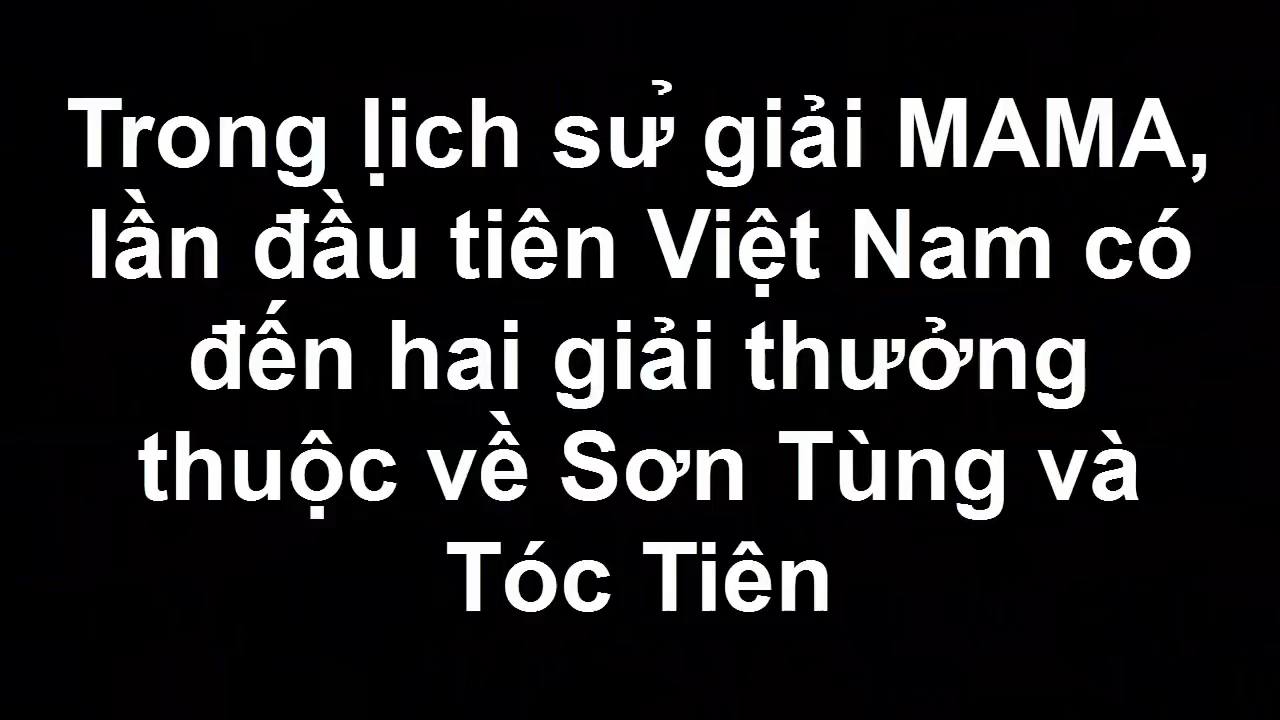 Trong lịch sử giải MAMA,
lần đầu tiên Việt Nam có
đến hai giải thưởng
thuộc về Sơn Tùng và
Tóc Tiên